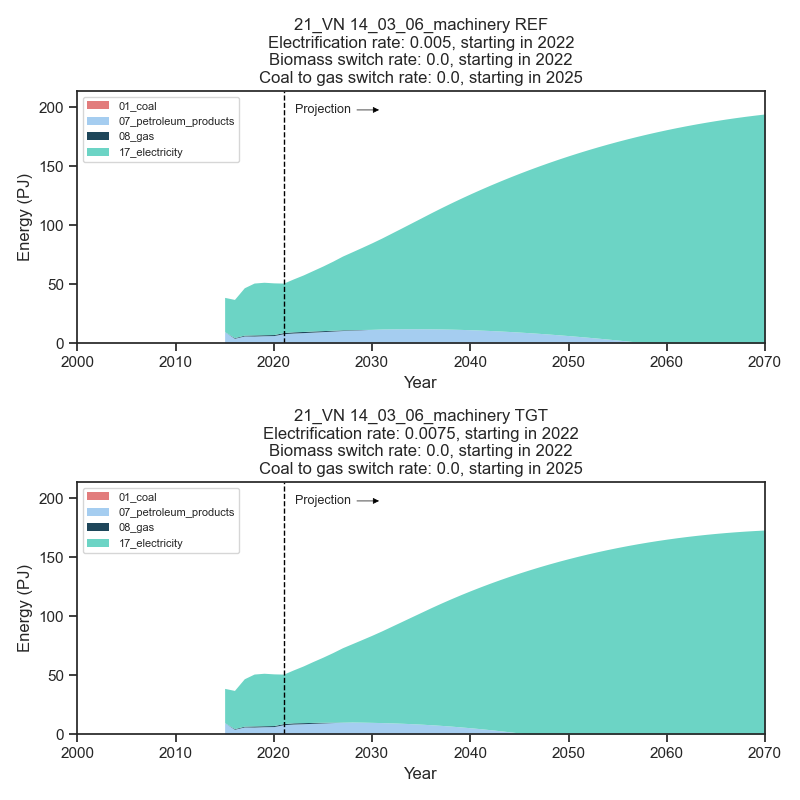 21_VN 14_03_06_machinery REF
Electrification rate: 0.005, starting in 2022
Biomass switch rate: 0.0, starting in 2022
Coal to gas switch rate: 0.0, starting in 2025
01_coal
07_petroleum_products
08_gas
17_electricity
Projection
200
150
100
50
0
Energy (PJ)
2000 2010 2020 2030 2040 2050 2060 2070
Year
21_VN 14_03_06_machinery TGT
Electrification rate: 0.0075, starting in 2022
Biomass switch rate: 0.0, starting in 2022
Coal to gas switch rate: 0.0, starting in 2025
01_coal
07_petroleum_products
08_gas
17_electricity
Projection
200
150
100
50
0
Energy (PJ)
2000 2010 2020 2030 2040 2050 2060 2070
Year